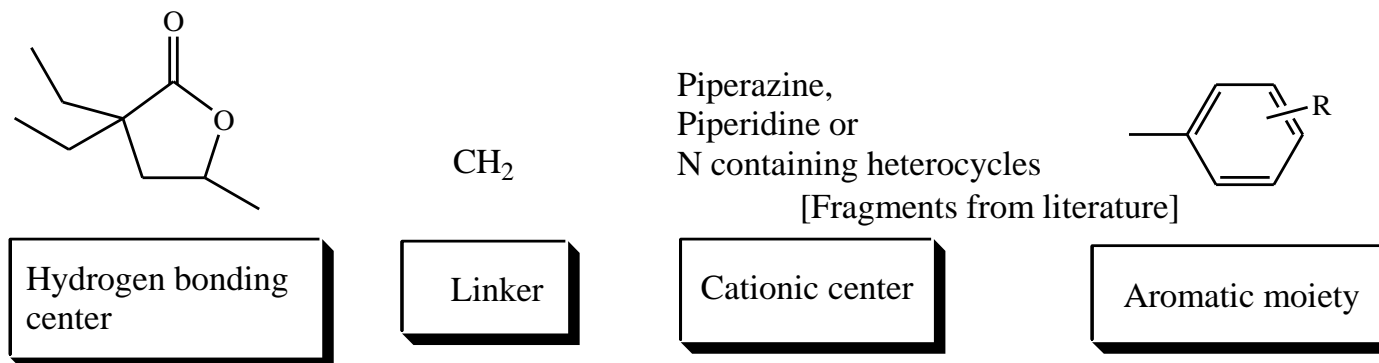 O
O
CH2
Piperazine,
Piperidine or
N containing heterocycles
[Fragments from literature]
R
Hydrogen bonding
center
Linker
Cationic center
Aromatic moiety